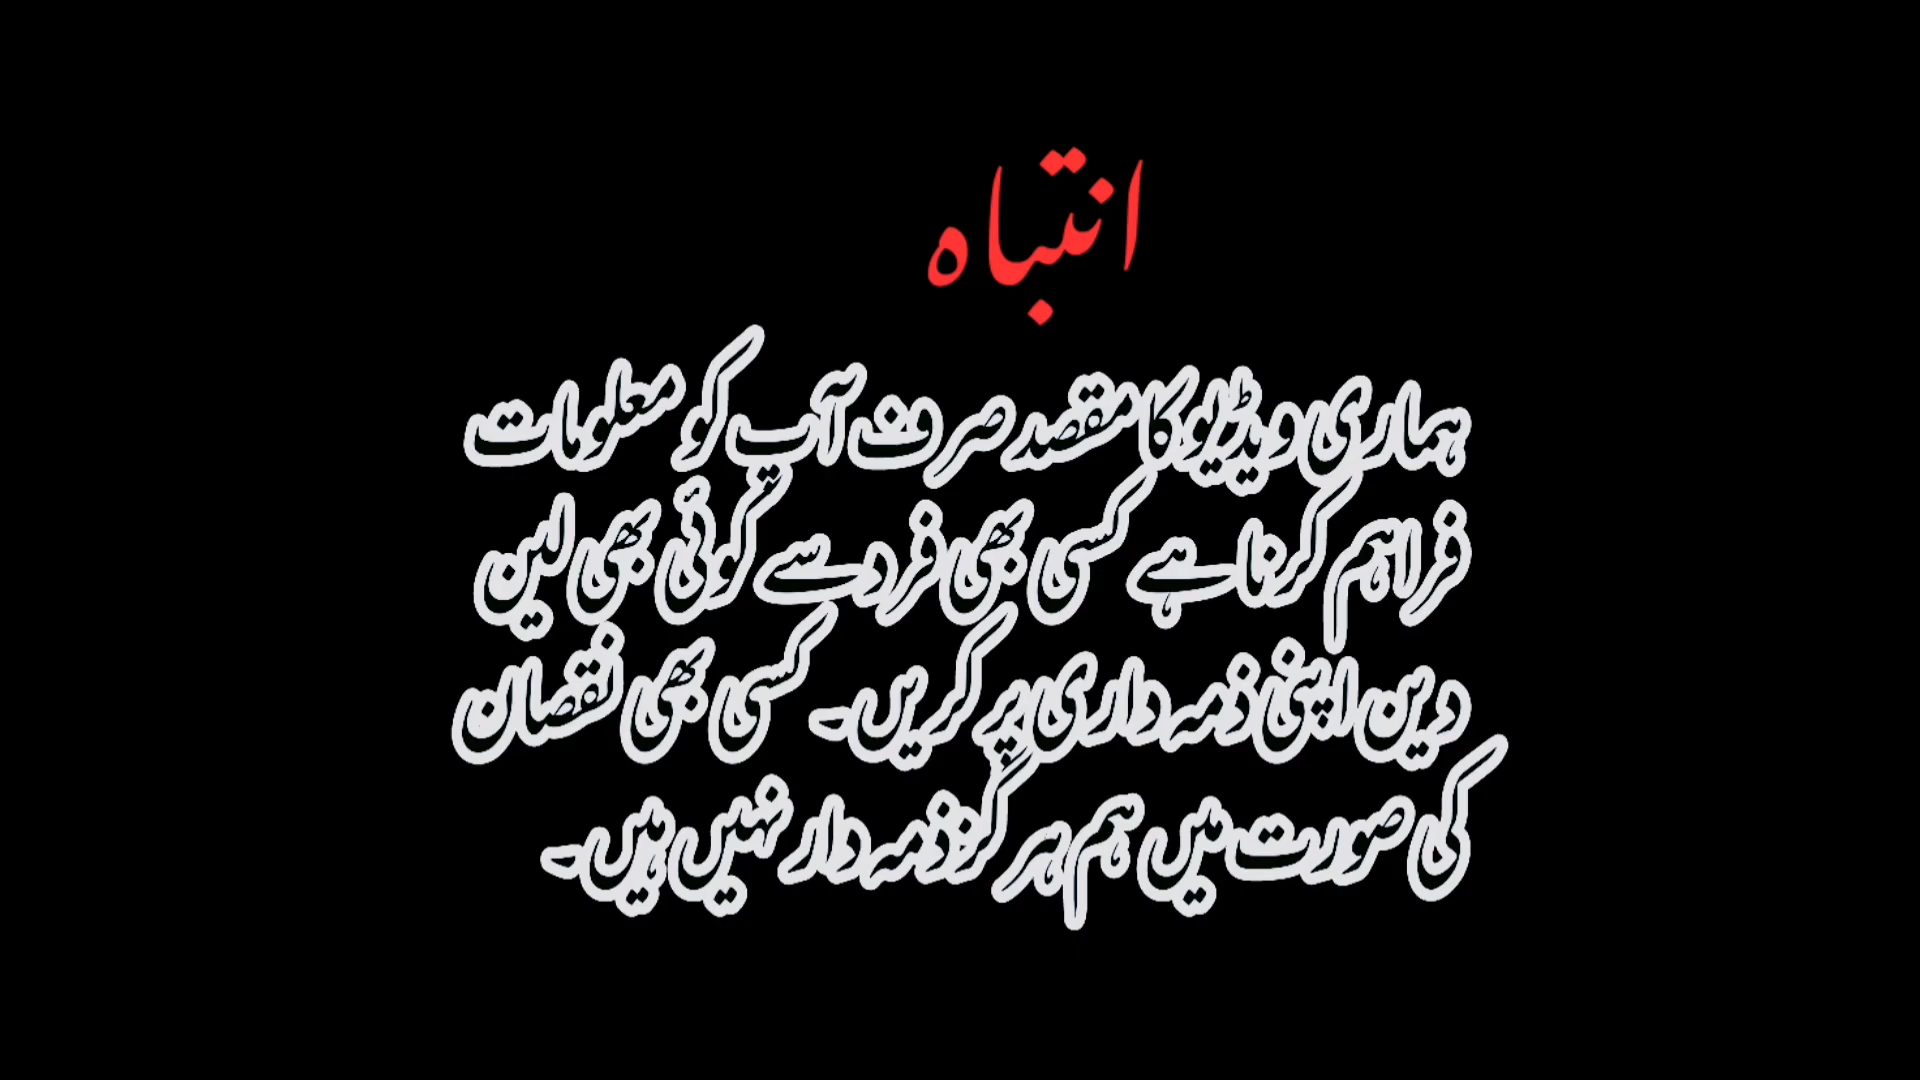 انتباہ
ہماری ویڈیو کا مقصد صرف آپ کو معلومات
فراہم کرنا ہے کسی بھی فرد سے کوئی بھی لین
دین اپنی ذمہ داری پر کریں۔ کسی بھی نقصان
کی صورت میں ہم ہرگز ذمہ دار نہیں ہیں۔